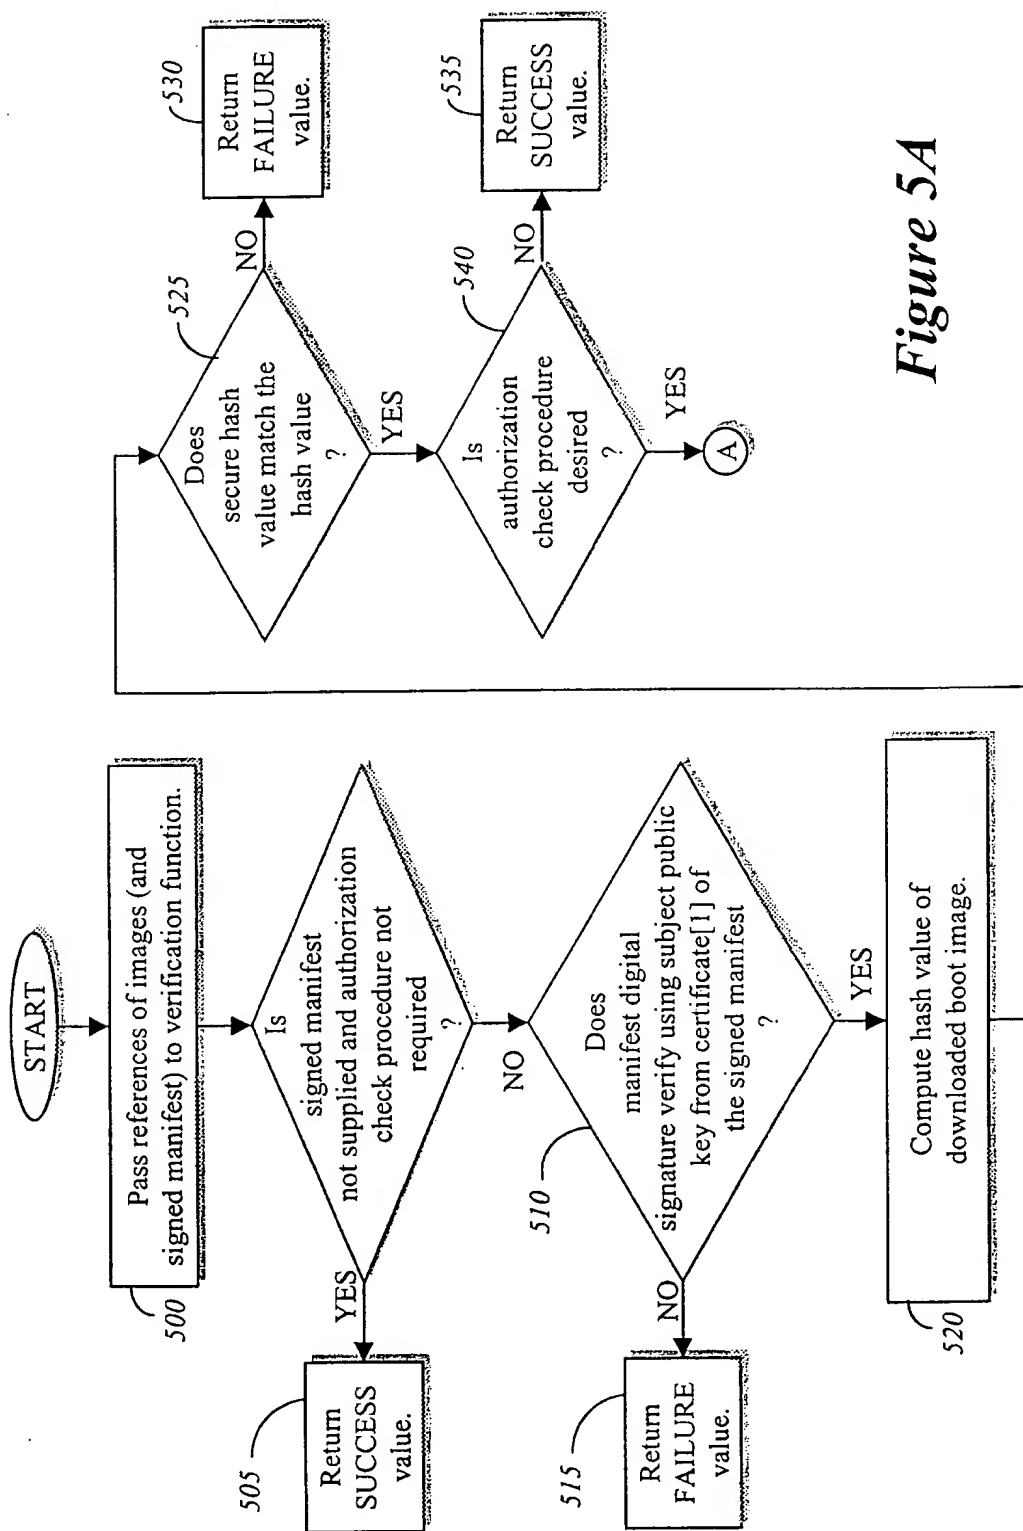 START
Pass references of images (and
signed manifest) to verification function.
500
Is
signed manifest
not supplied and authorization
check procedure not
required
?
YES
505
Return
SUCCESS
value.
NO
510
Does
manifest digital
signature verify using subject public
key from certificate[1] of
the signed manifest
?
NO
515
Return
FAILURE
value.
YES
Compute hash value of
downloaded boot image.
520
525
Does
secure hash
value match the
hash value
?
NO
530
Return
FAILURE
value.
YES
540
Is
authorization
check procedure
desired
?
NO
535
Return
SUCCESS
value.
YES
A
Figure 5A